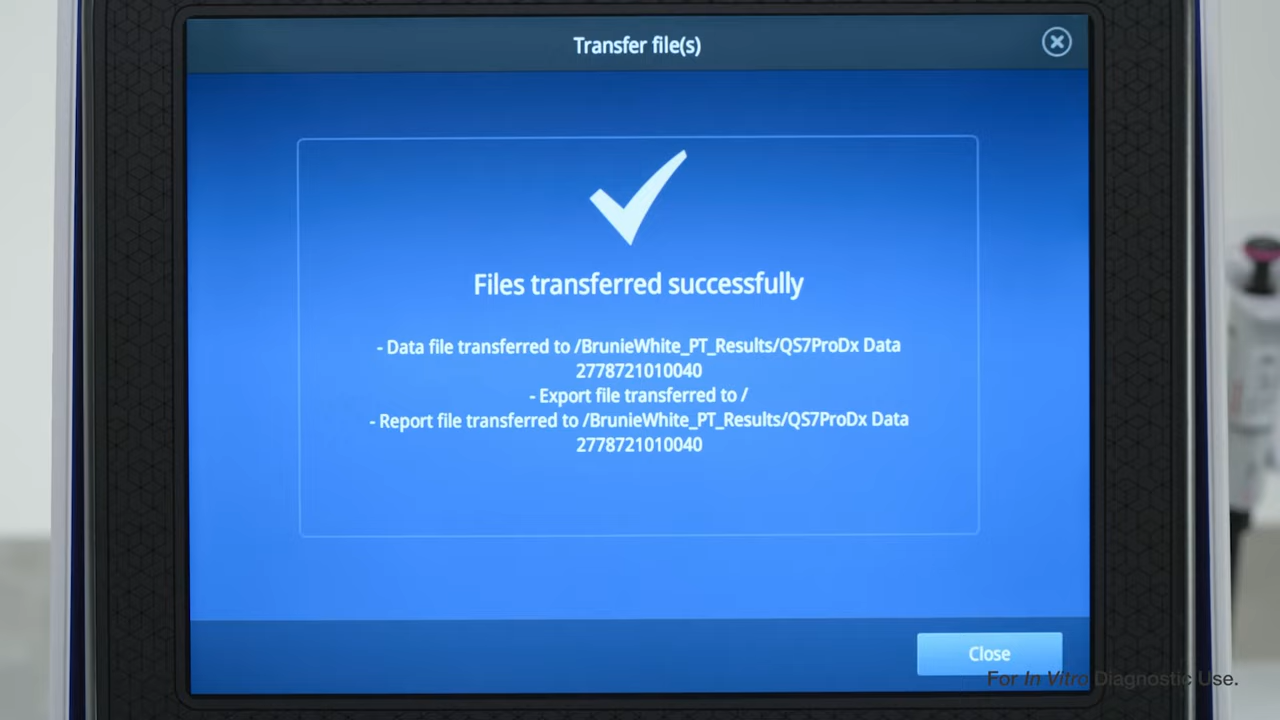 Transfer file(s)
Files transferred successfully
- Data file transferred to /BrunieWhite_PT_Results/QS7ProDx Data
2778721010040
- Export file transferred to /
- Report file transferred to /BrunieWhite_PT_Results/QS7ProDx Data
2778721010040
Close
For In Vitro Diagnostic Use.